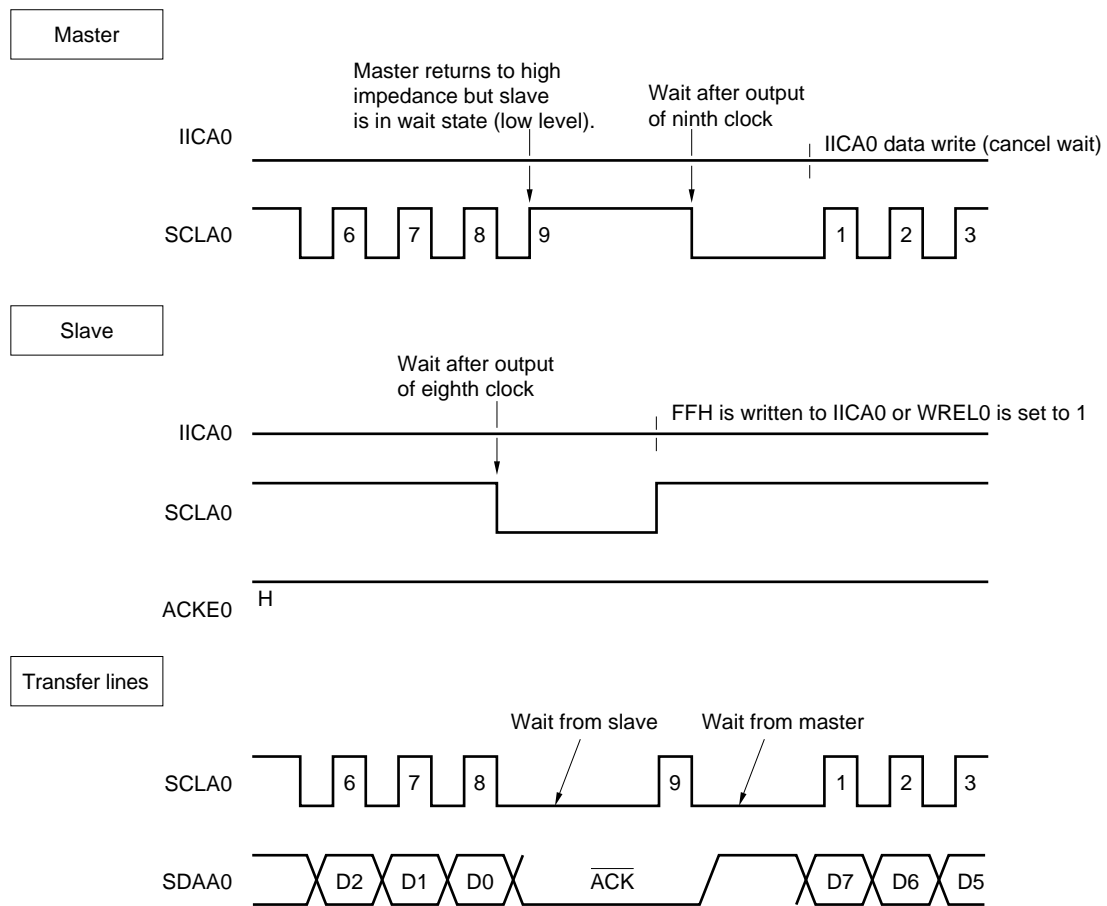 Master
Master returns to high
impedance but slave
is in wait state (low level).
Wait after output
of ninth clock
IICA0
IICA0 data write (cancel wait)
SCLA0
6 7 8 9 1 2 3
Slave
Wait after output
of eighth clock
IICA0
FFH is written to IICA0 or WREL0 is set to 1
SCLA0
ACKE0
H
Transfer lines
Wait from slave
Wait from master
SCLA0
6 7 8 9 1 2 3
SDAA0
D2 D1 D0 A̅C̅K̅ D7 D6 D5